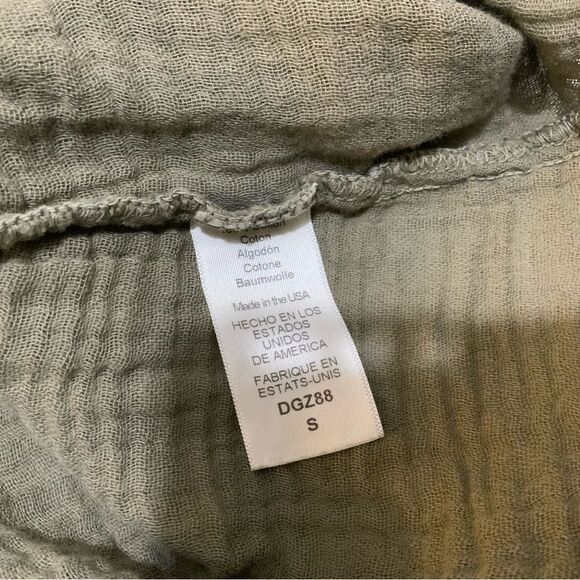 Coton
Algodón
Cotone
Baumwolle
Made in the USA
HECHO EN LOS
ESTADOS
UNIDOS
DE AMERICA
FABRIQUE EN
ESTATS-UNIS
DGZ88
S